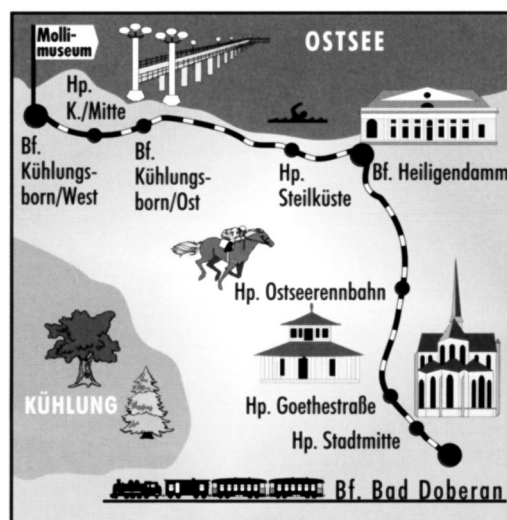 Molli-
museum
OSTSEE
Hp.
K./Mitte
Bf.
Kühlungs-
born/West
Bf.
Kühlungs-
born/Ost
Hp.
Steilküste
Bf. Heiligendamm
Hp. Ostseerennbahn
KÜHLUNG
Hp. Goethestraße
Hp. Stadtmitte
Bf. Bad Doberan